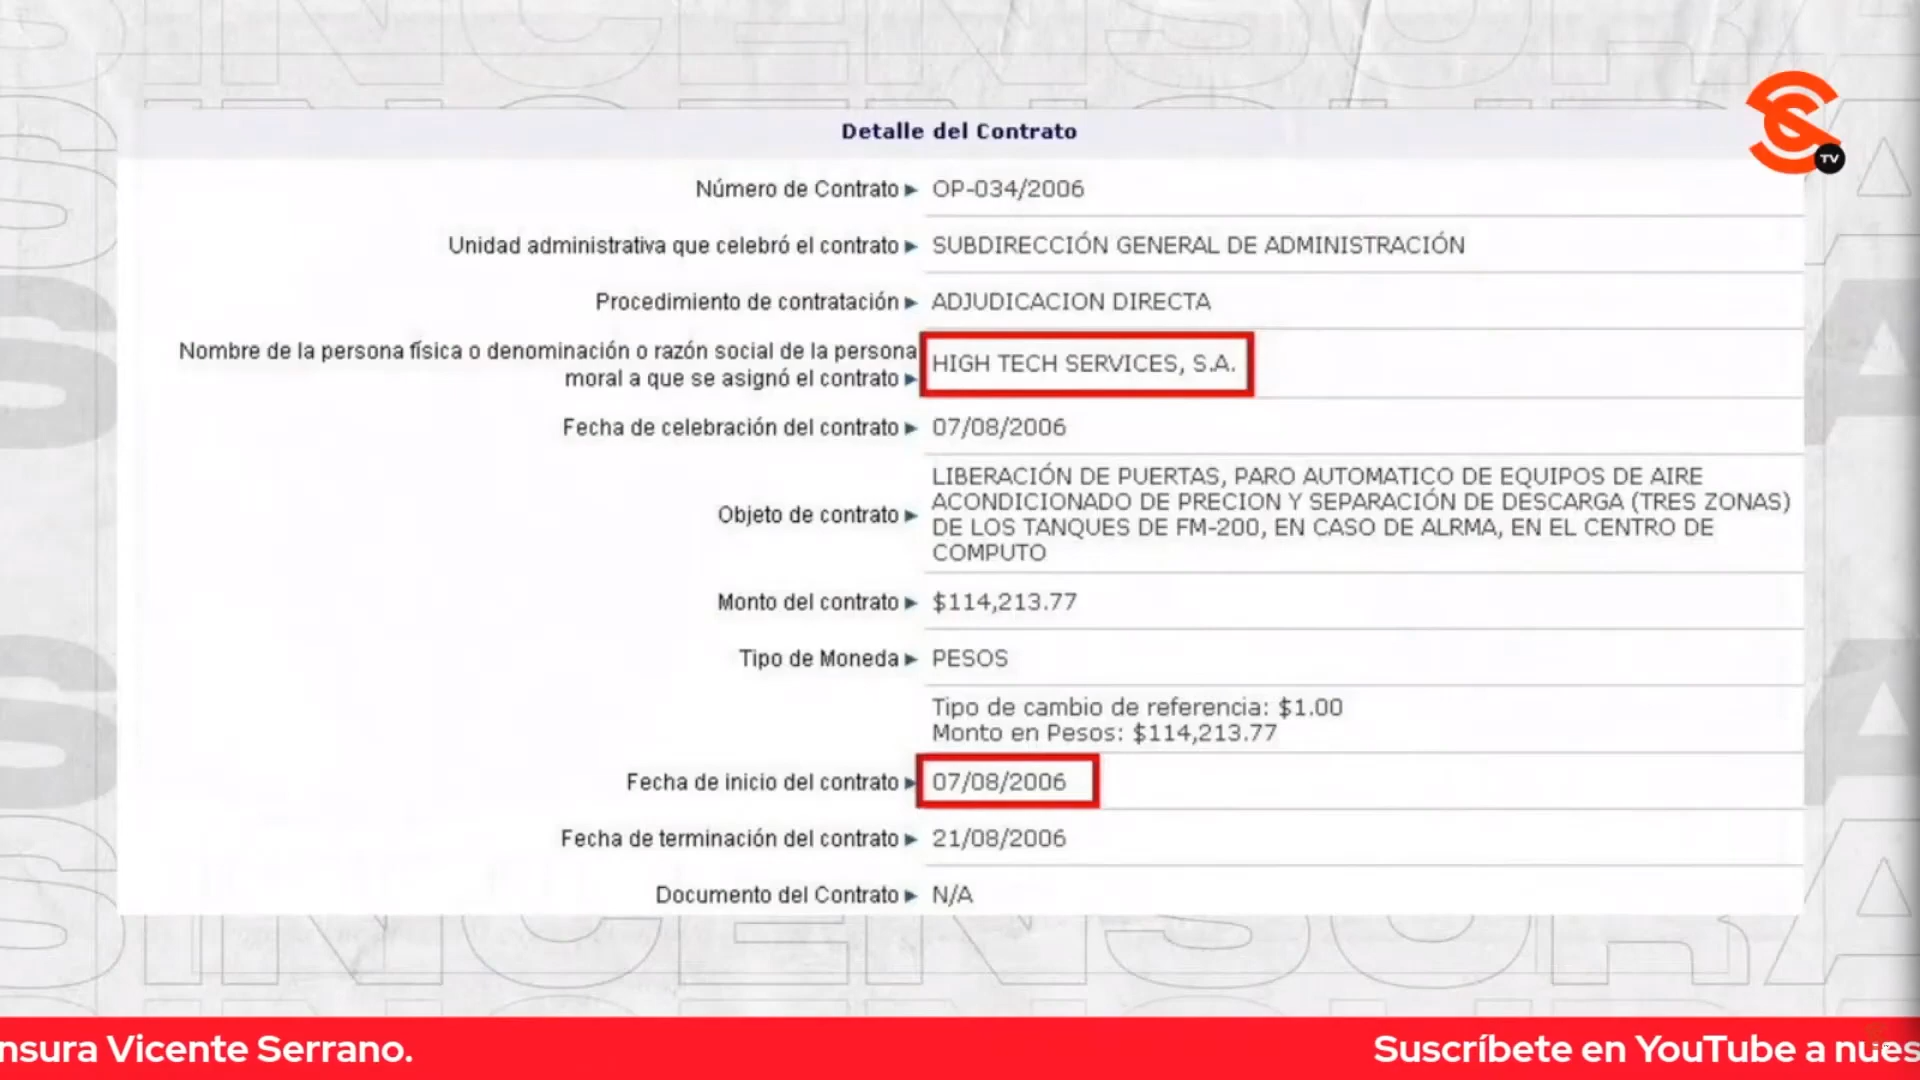 SINCENSURA
Detalle del Contrato
TV
Número de Contrato ▸ OP-034/2006
Unidad administrativa que celebró el contrato ▸ SUBDIRECCIÓN GENERAL DE ADMINISTRACIÓN
Procedimiento de contratación ▸ ADJUDICACION DIRECTA
Nombre de la persona física o denominación o razón social de la persona
moral a que se asignó el contrato ▸ HIGH TECH SERVICES, S.A.
Fecha de celebración del contrato ▸ 07/08/2006
LIBERACIÓN DE PUERTAS, PARO AUTOMATICO DE EQUIPOS DE AIRE
ACONDICIONADO DE PRECION Y SEPARACIÓN DE DESCARGA (TRES ZONAS)
Objeto de contrato ▸
DE LOS TANQUES DE FM-200, EN CASO DE ALRMA, EN EL CENTRO DE
COMPUTO
Monto del contrato ▸ $114,213.77
Tipo de Moneda ▸ PESOS
Tipo de cambio de referencia: $1.00
Monto en Pesos: $114,213.77
Fecha de inicio del contrato ▸ 07/08/2006
Fecha de terminación del contrato ▸ 21/08/2006
Documento del Contrato ▸ N/A
SINCENSURA
nsura Vicente Serrano. Suscríbete en YouTube a nues